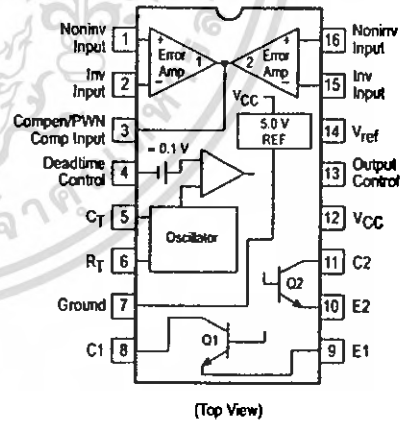 Noninv
Input
1
Inv
Input
2
Compen/PWN
Comp Input
3
Deadtime
Control
4
CT
5
RT
6
Ground
7
C1
8
Error
Amp
1
2
Error
Amp
VCC
5.0 V
REF
≈ 0.1 V
Oscillator
Q2
Q1
16
Noninv
Input
15
Inv
Input
14
Vref
13
Output
Control
12
VCC
11
C2
10
E2
9
E1
(Top View)